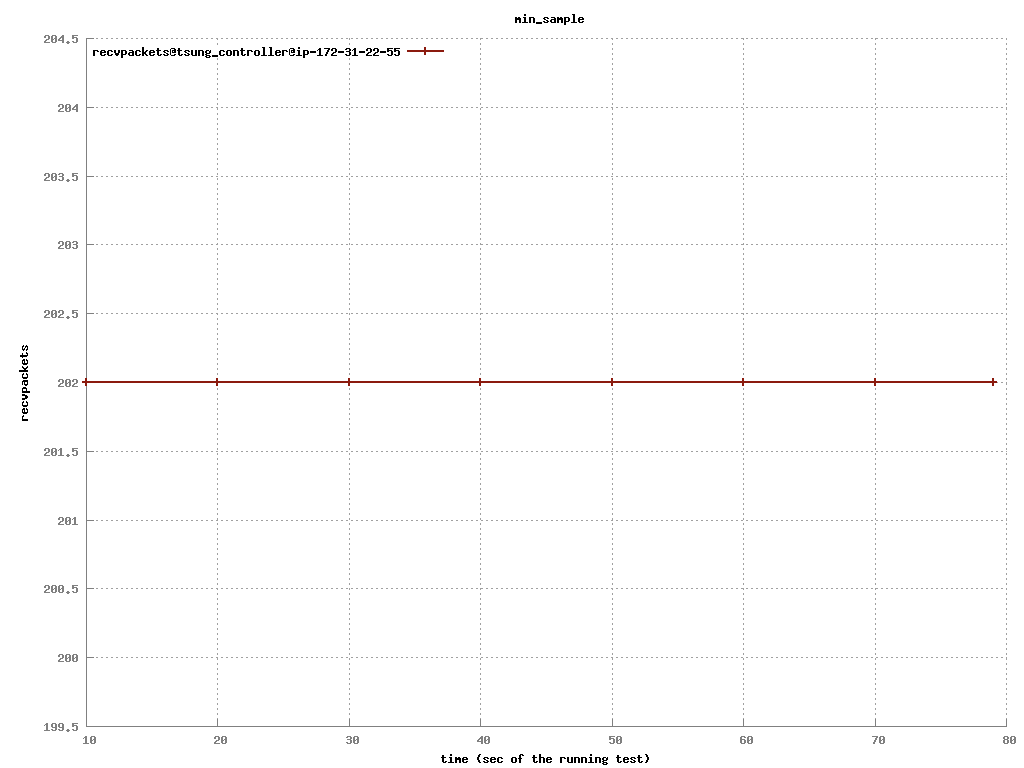 min_sample
204.5
recvpackets@tsung_controller@ip-172-31-22-55
204
203.5
203
202.5
recvpackets
202
201.5
201
200.5
200
199.5
10 20 30 40 50 60 70 80
time (sec of the running test)